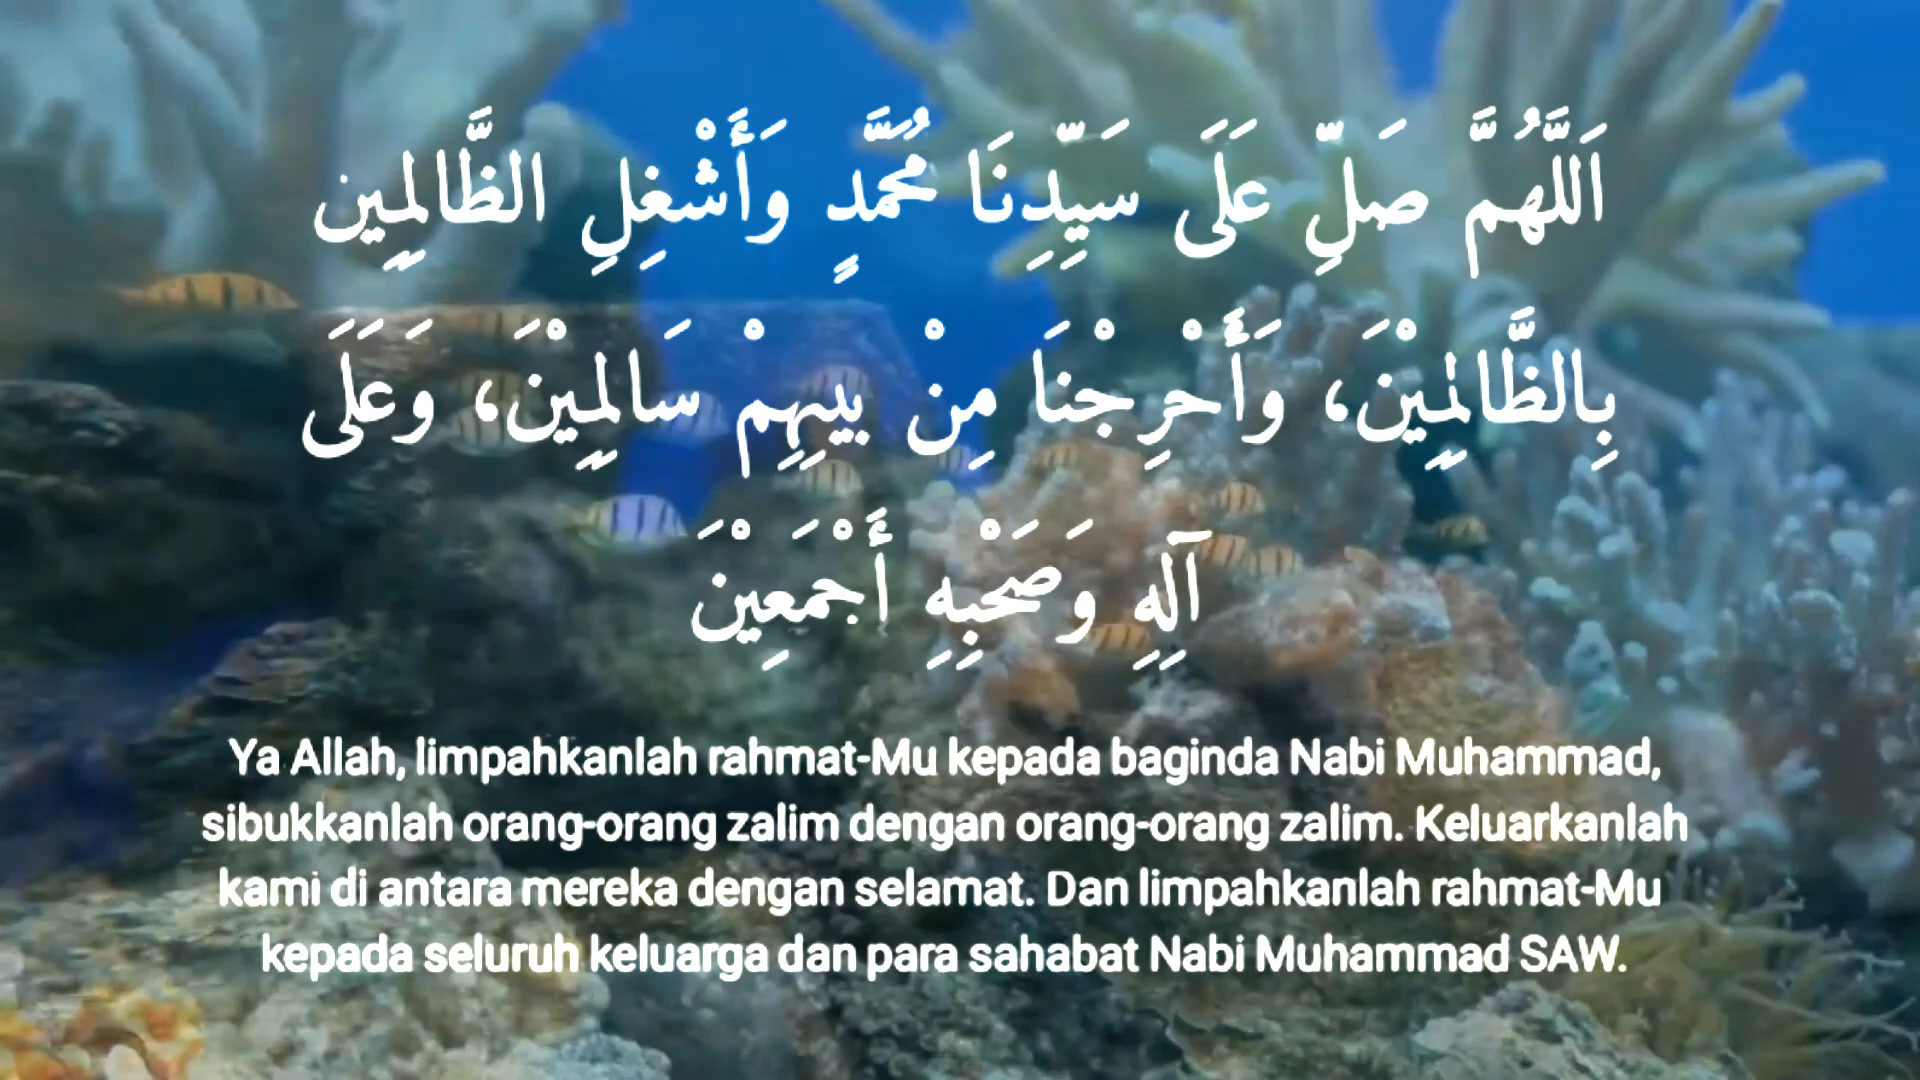 اَللَّهُمَّ صَلِّ عَلَى سَيِّدِنَا مُحَمَّدٍ وَأَشْغِلِ الظَّالِمِين
بِالظَّالِمِيْنَ، وَأَحْرِجْنَا مِنْ بَيْنِهِمْ سَالِمِيْنَ، وَعَلَى
آلِهِ وَصَحْبِهِ أَجْمَعِيْنَ
Ya Allah, limpahkanlah rahmat-Mu kepada baginda Nabi Muhammad,
sibukkanlah orang-orang zalim dengan orang-orang zalim. Keluarkanlah
kami di antara mereka dengan selamat. Dan limpahkanlah rahmat-Mu
kepada seluruh keluarga dan para sahabat Nabi Muhammad SAW.